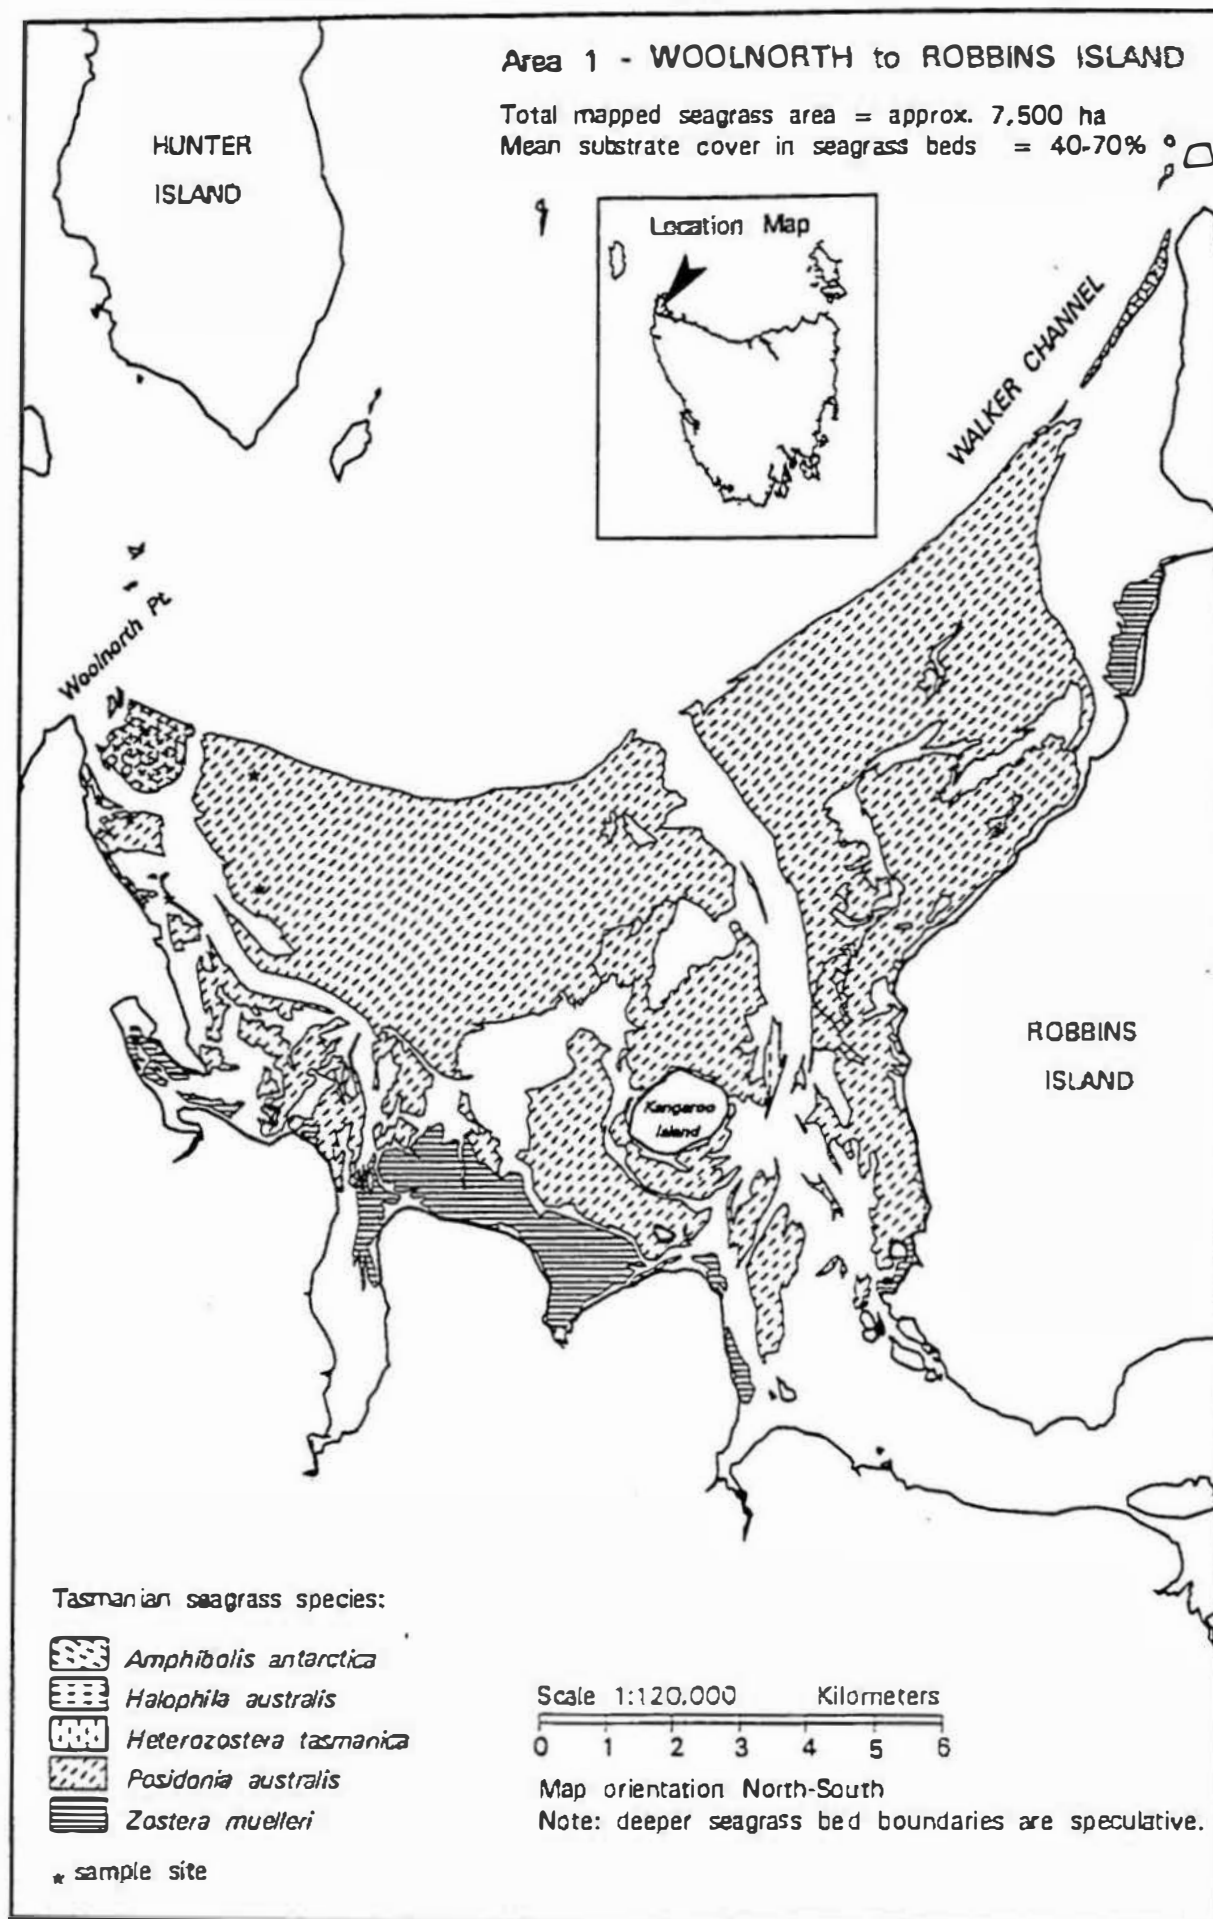 Area 1 - WOOLNORTH to ROBBINS ISLAND
Total mapped seagrass area = approx. 7,500 ha
Mean substrate cover in seagrass beds = 40-70%
HUNTER
ISLAND
Location Map
WALKER CHANNEL
Woolnorth Pt
ROBBINS
ISLAND
Kangaroo
Island
Tasmanian seagrass species:
Amphibolis antarctica
Halophila australis
Heterozostera tasmanica
Posidonia australis
Zostera muelleri
* sample site
Scale 1:120,000 Kilometers
0 1 2 3 4 5 6
Map orientation North-South
Note: deeper seagrass bed boundaries are speculative.